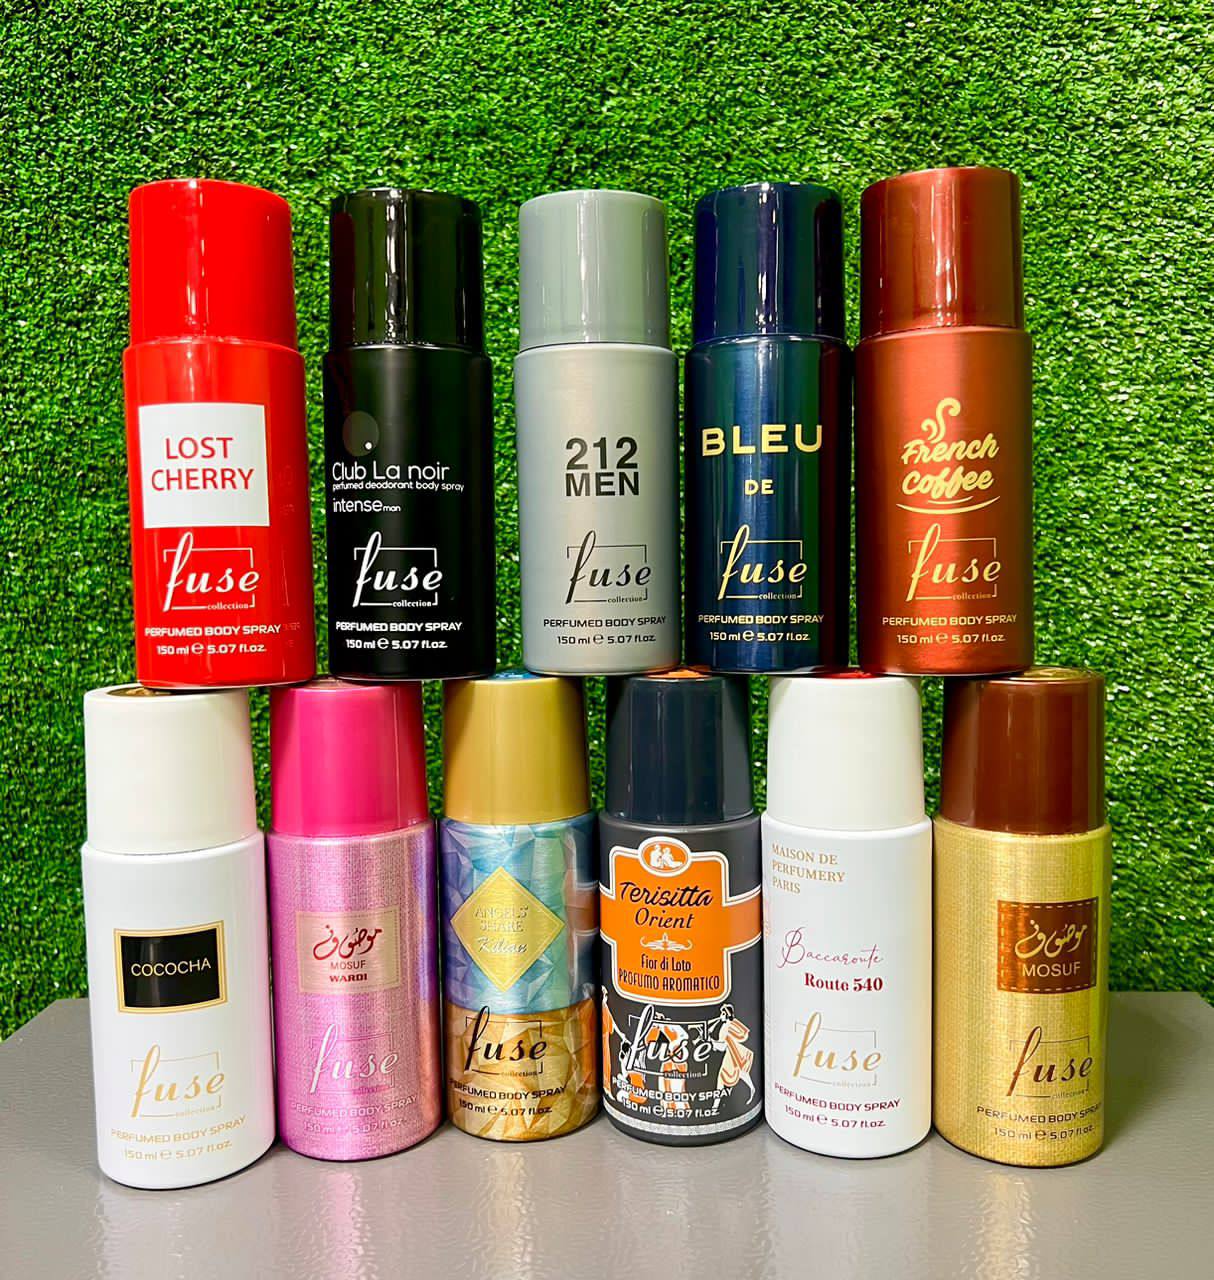 LOST
CHERRY
fuse
collection
PERFUMED BODY SPRAY
150 ml e 5.07 fl.oz.
Club La noir
perfumed deodorant body spray
intense man
fuse
collection
PERFUMED BODY SPRAY
150 ml e 5.07 fl.oz.
212
MEN
fuse
collection
PERFUMED BODY SPRAY
150 ml e 5.07 fl.oz.
BLEU
DE
fuse
collection
PERFUMED BODY SPRAY
150 ml e 5.07 fl.oz.
French
Coffee
fuse
collection
PERFUMED BODY SPRAY
150 ml e 5.07 fl.oz.
COCOCHA
fuse
collection
PERFUMED BODY SPRAY
150 ml e 5.07 fl.oz.
موصوف
MOSUF
WARDI
fuse
collection
PERFUMED BODY SPRAY
150 ml e 5.07 fl.oz.
ANGELS'
SHARE
Kilian
fuse
collection
PERFUMED BODY SPRAY
150 ml e 5.07 fl.oz.
Terisitta
Orient
Fior di Loto
PROFUMO AROMATICO
fuse
collection
PERFUMED BODY SPRAY
150 ml e 5.07 fl.oz.
MAISON DE
PERFUMERY
PARIS
Baccaroute
Route 540
fuse
collection
PERFUMED BODY SPRAY
150 ml e 5.07 fl.oz.
موصوف
MOSUF
fuse
collection
PERFUMED BODY SPRAY
150 ml e 5.07 fl.oz.